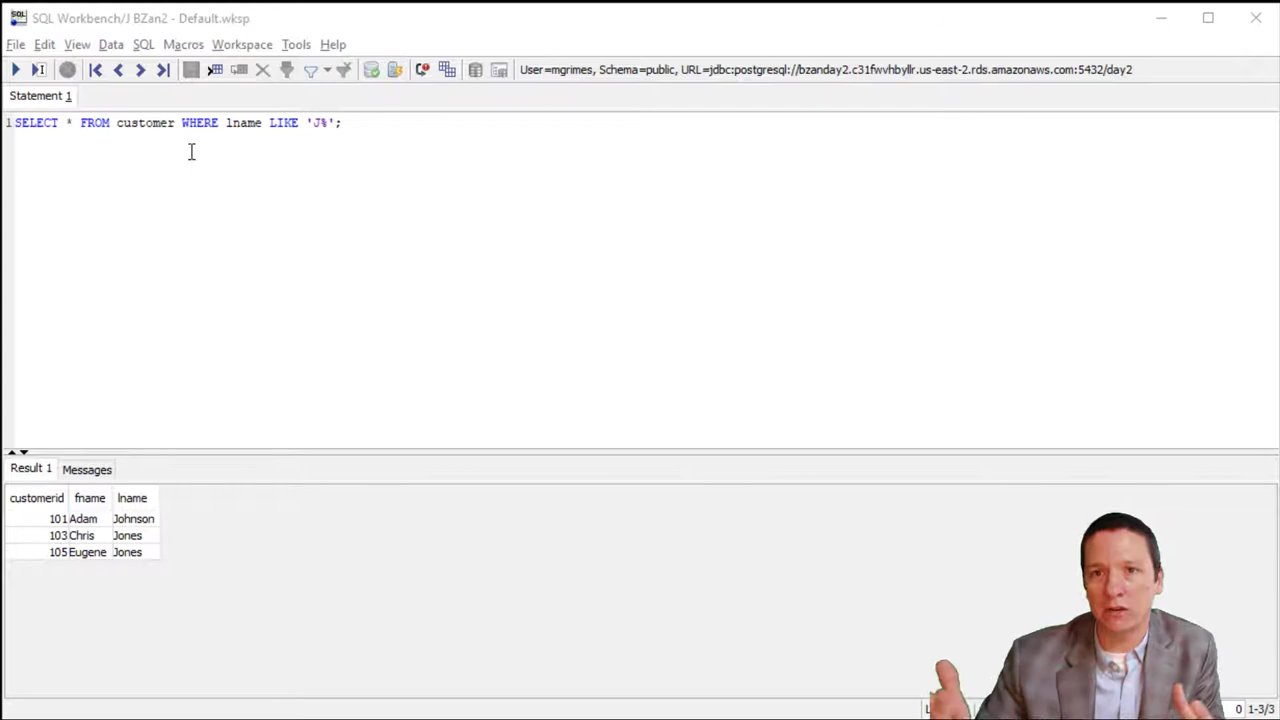 SQL Workbench/J BZan2 - Default.wksp
File Edit View Data SQL Macros Workspace Tools Help
User=mgrimes, Schema=public, URL=jdbc:postgresql://bzanday2.c31fwvhbyllr.us-east-2.rds.amazonaws.com:5432/day2
Statement 1
1 SELECT * FROM customer WHERE lname LIKE 'J%';
Result 1 Messages
customerid fname lname
101 Adam Johnson
103 Chris Jones
105 Eugene Jones
L 0 1-3/3